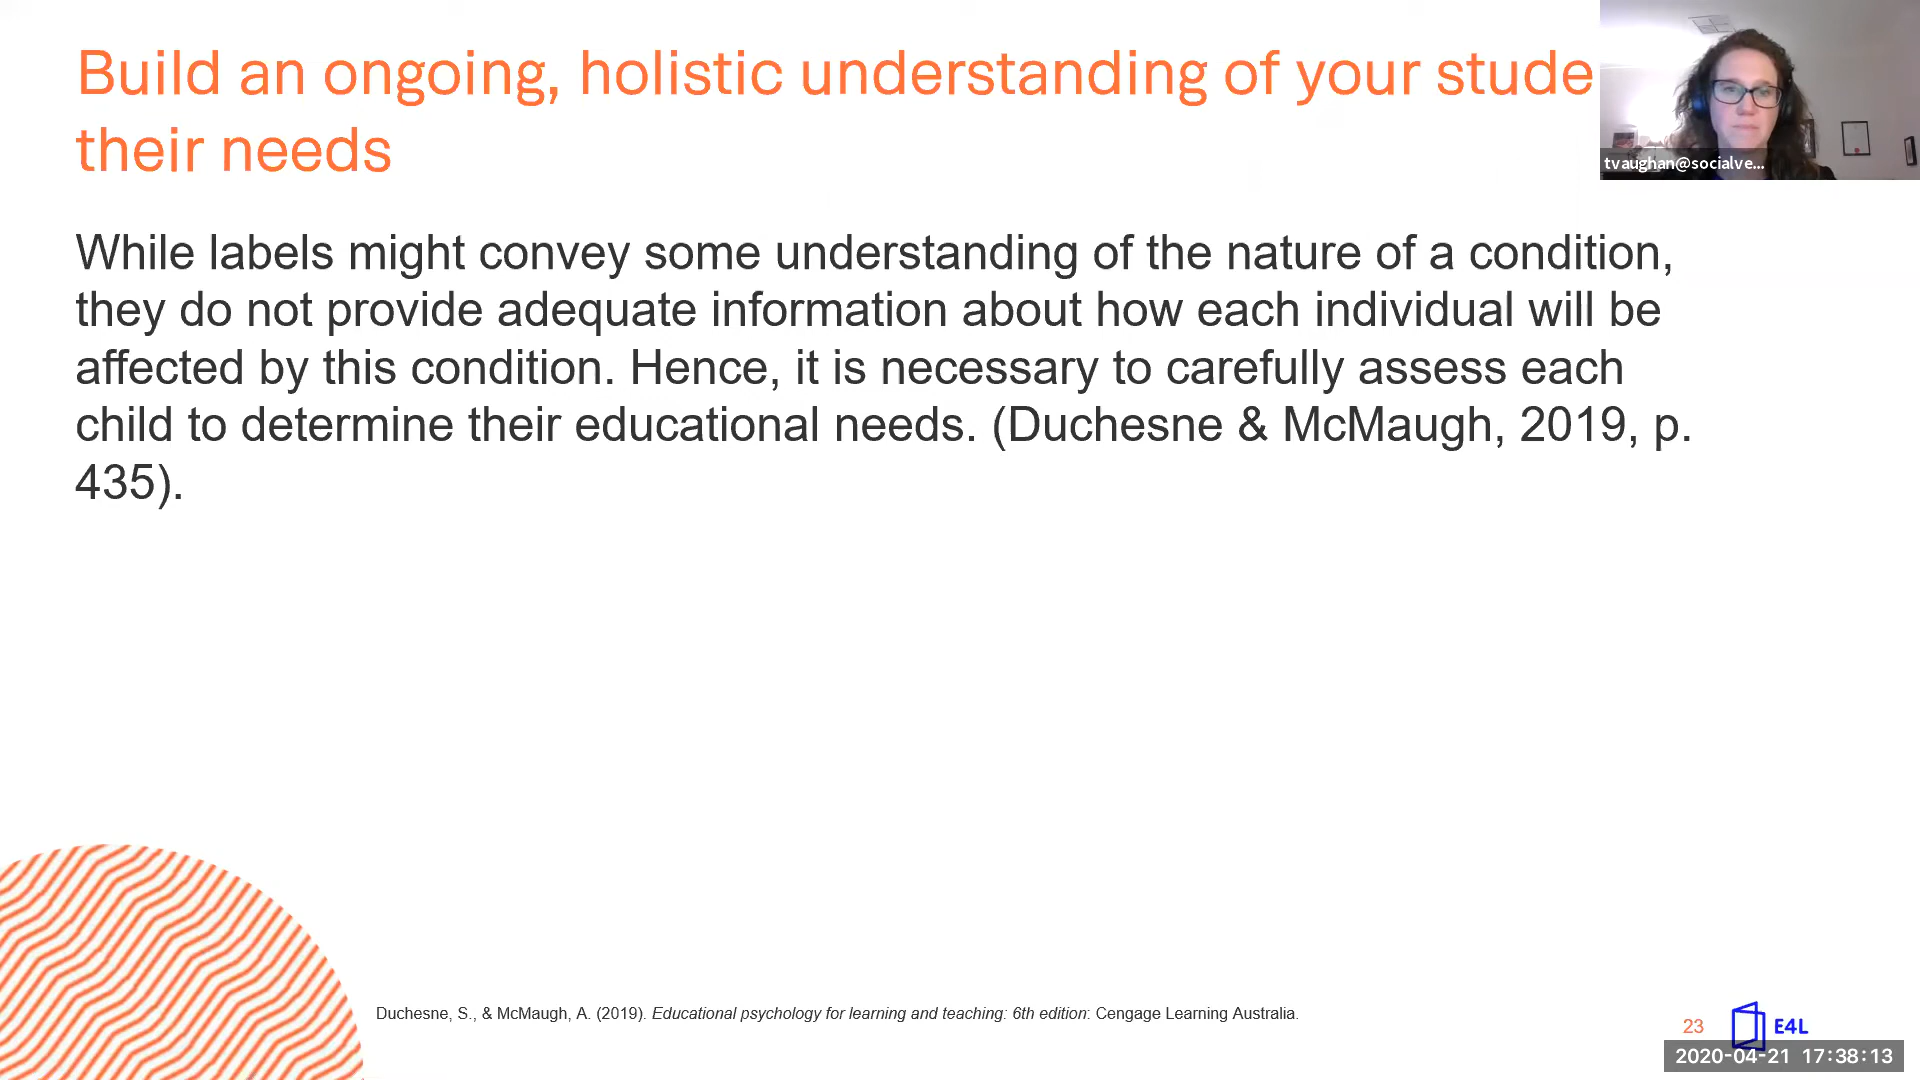 Build an ongoing, holistic understanding of your stude
their needs
tvaughan@socialve...
While labels might convey some understanding of the nature of a condition,
they do not provide adequate information about how each individual will be
affected by this condition. Hence, it is necessary to carefully assess each
child to determine their educational needs. (Duchesne & McMaugh, 2019, p.
435).
Duchesne, S., & McMaugh, A. (2019). Educational psychology for learning and teaching: 6th edition: Cengage Learning Australia.
23
E4L
2020-04-21 17:38:13